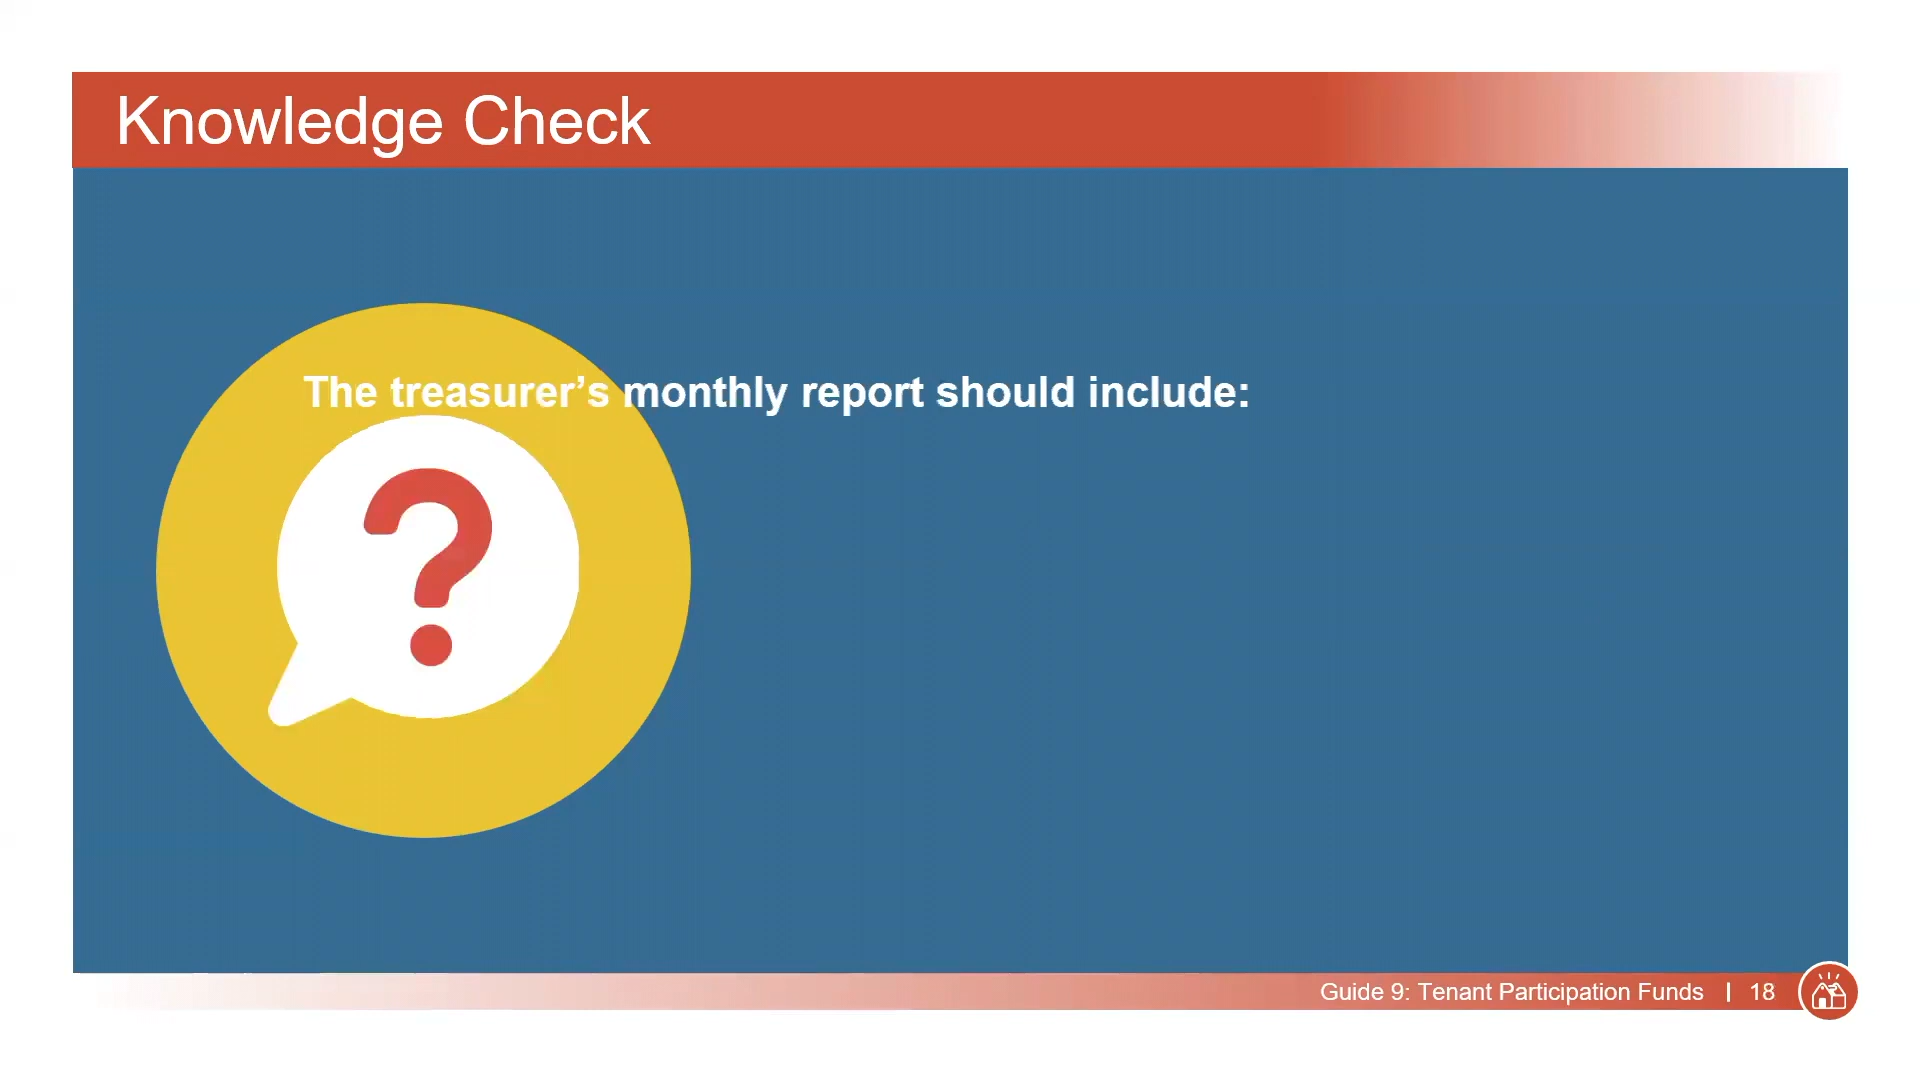 Knowledge Check
The treasurer’s monthly report should include:
?
Guide 9: Tenant Participation Funds | 18